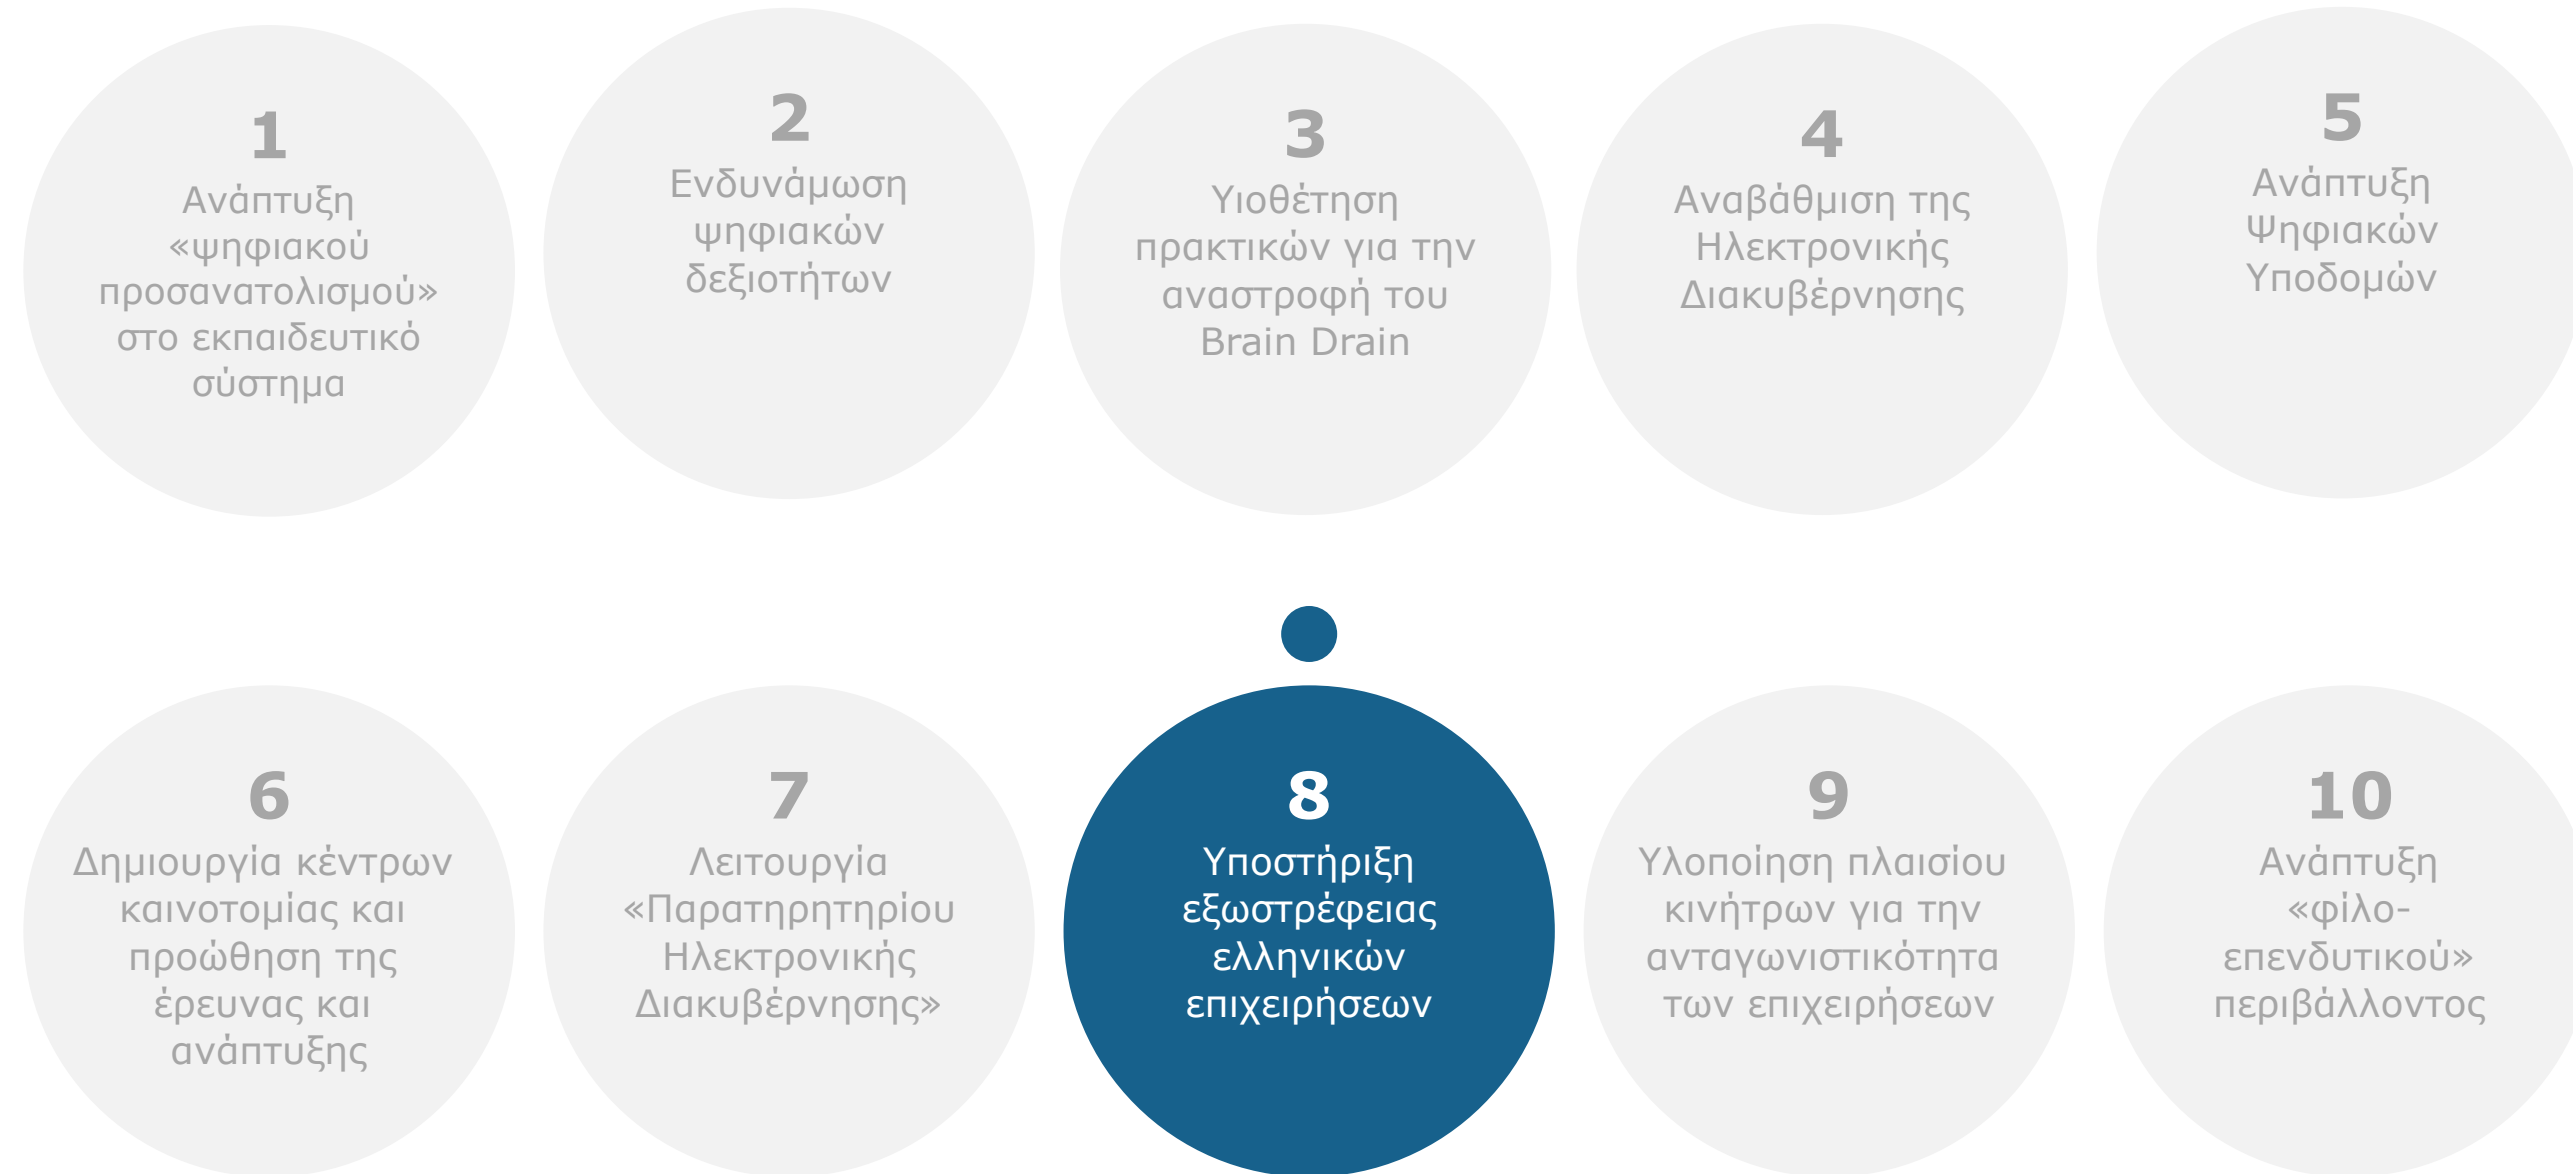 1
Ανάπτυξη
«ψηφιακού
προσανατολισμού»
στο εκπαιδευτικό
σύστημα
2
Ενδυνάμωση
ψηφιακών
δεξιοτήτων
3
Υιοθέτηση
πρακτικών για την
αναστροφή του
Brain Drain
4
Αναβάθμιση της
Ηλεκτρονικής
Διακυβέρνησης
5
Ανάπτυξη
Ψηφιακών
Υποδομών
6
Δημιουργία κέντρων
καινοτομίας και
προώθηση της
έρευνας και
ανάπτυξης
7
Λειτουργία
«Παρατηρητηρίου
Ηλεκτρονικής
Διακυβέρνησης»
8
Υποστήριξη
εξωστρέφειας
ελληνικών
επιχειρήσεων
9
Υλοποίηση πλαισίου
κινήτρων για την
ανταγωνιστικότητα
των επιχειρήσεων
10
Ανάπτυξη
«φίλο-
επενδυτικού»
περιβάλλοντος